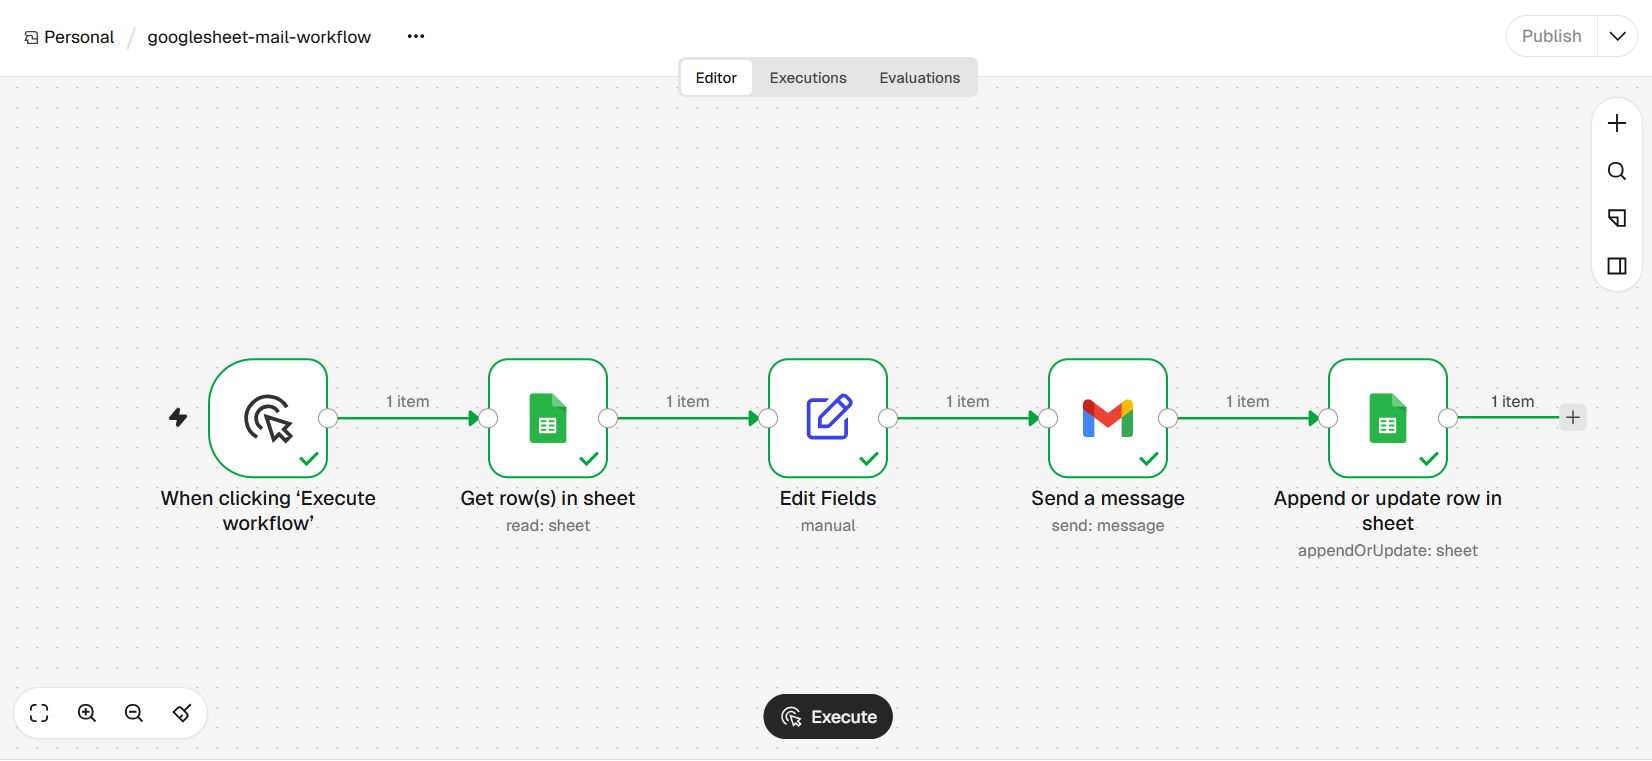 Personal / googlesheet-mail-workflow ...
Publish
Editor Executions Evaluations
1 item 1 item 1 item 1 item 1 item
When clicking ‘Execute
workflow’
Get row(s) in sheet
read: sheet
Edit Fields
manual
Send a message
send: message
Append or update row in
sheet
appendOrUpdate: sheet
Execute